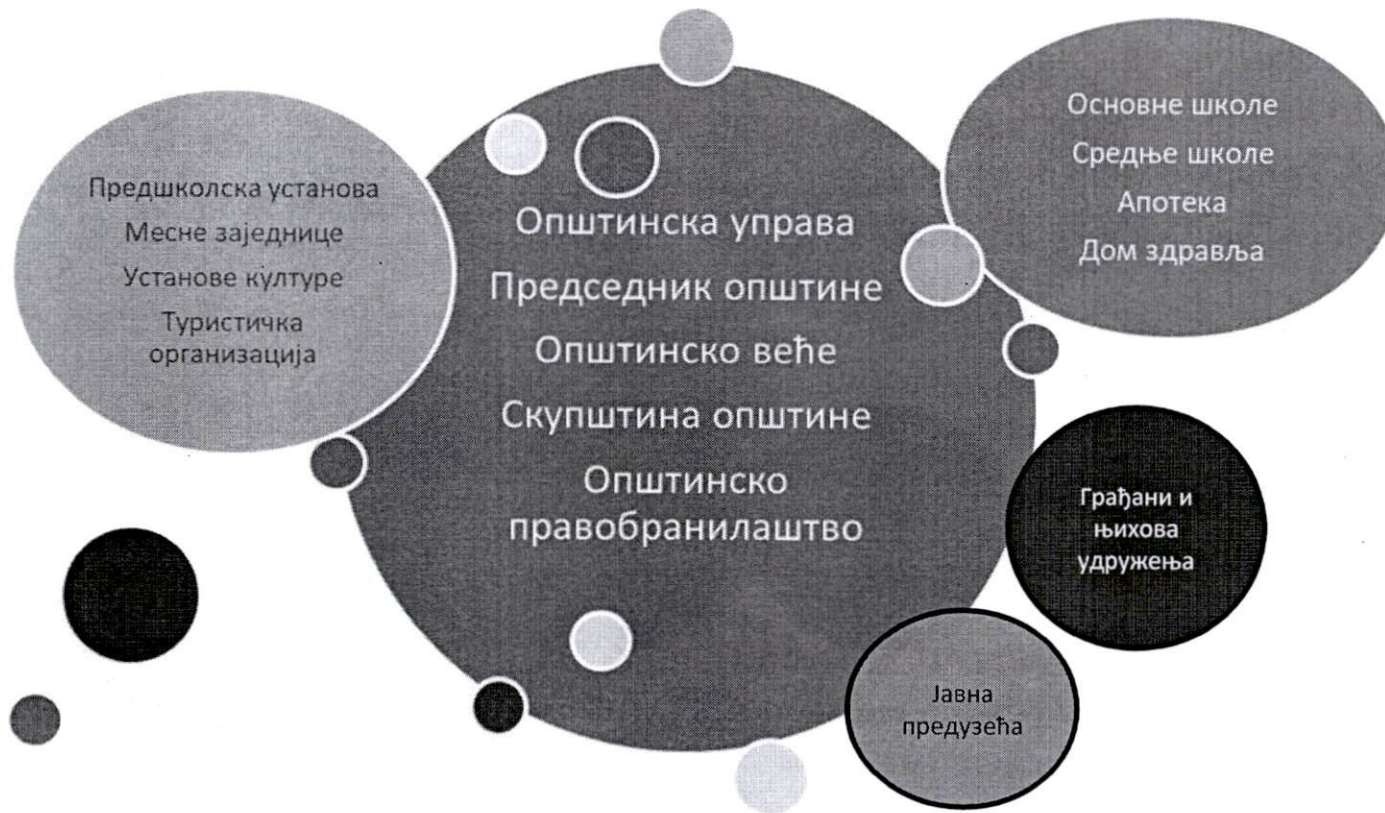 Предшколска установа
Месне заједнице
Установе културе
Туристичка
организација
Општинска управа
Председник општине
Општинско веће
Скупштина општине
Општинско
правобранилаштво
Основне школе
Средње школе
Апотека
Дом здравља
Грађани и
њихова
удружења
Јавна
предузећа